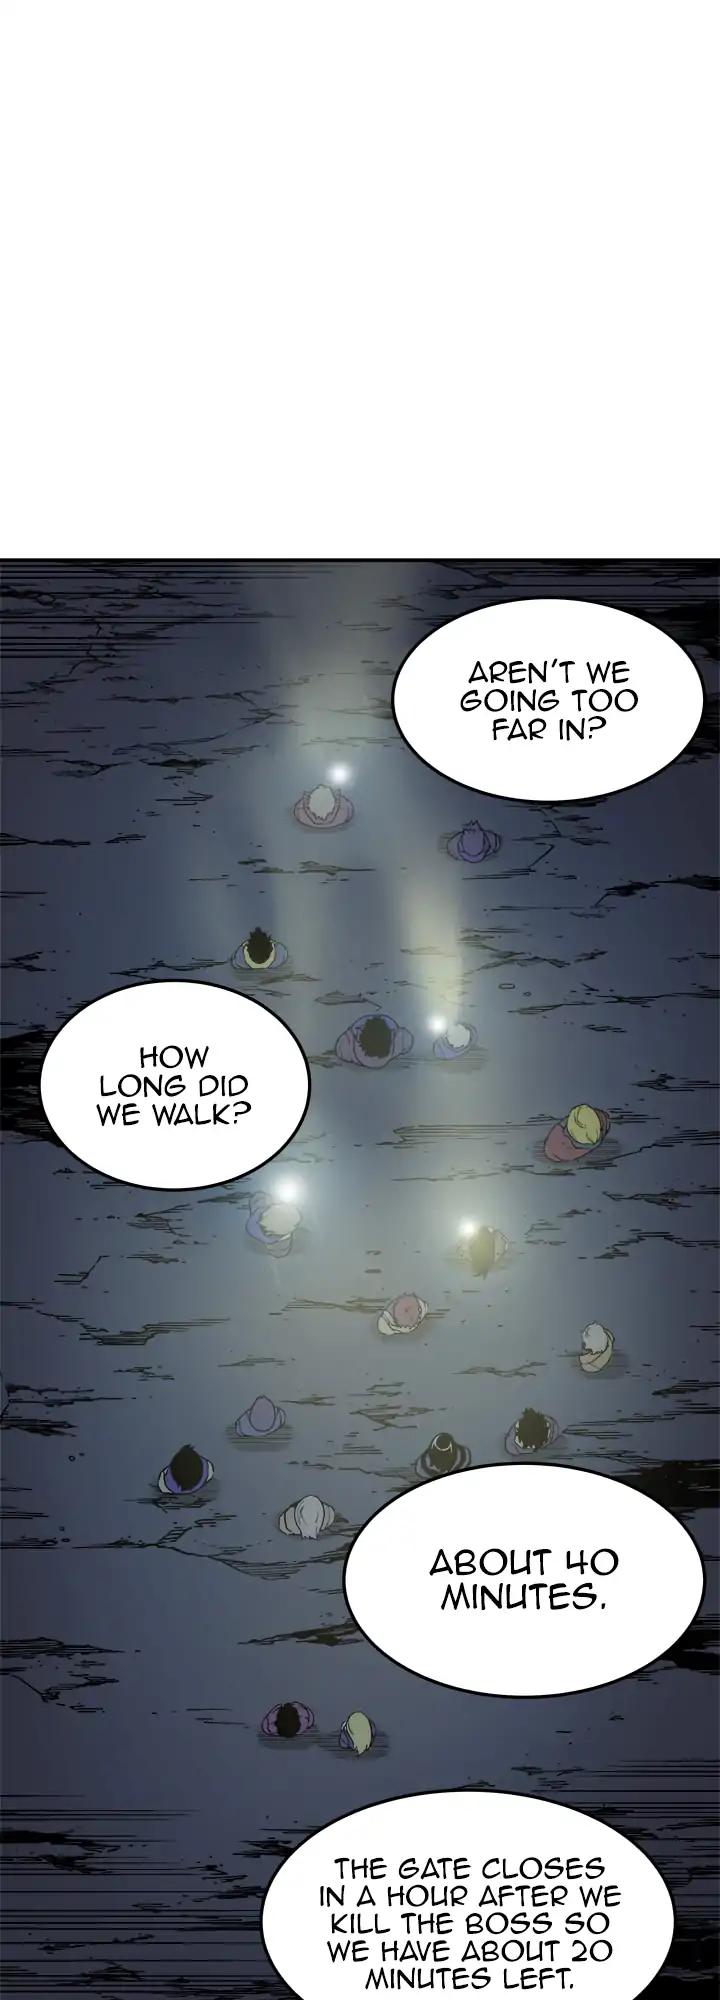 AREN'T WE
GOING TOO
FAR IN?
HOW
LONG DID
WE WALK?
ABOUT 40
MINUTES.
THE GATE CLOSES
IN A HOUR AFTER WE
KILL THE BOSS SO
WE HAVE ABOUT 20
MINUTES LEFT.